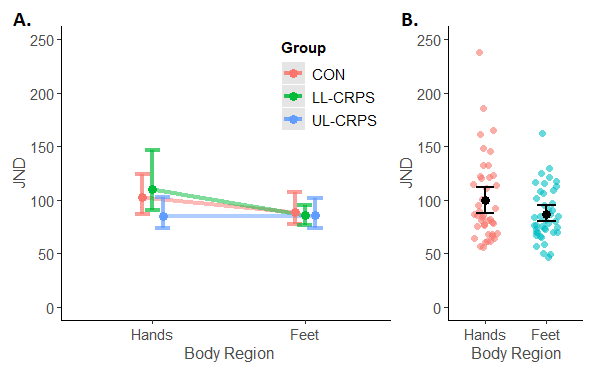 A.
B.
250
200
150
100
50
0
JND
Hands
Feet
Body Region
Group
CON
LL-CRPS
UL-CRPS
250
200
150
100
50
0
JND
Hands
Feet
Body Region